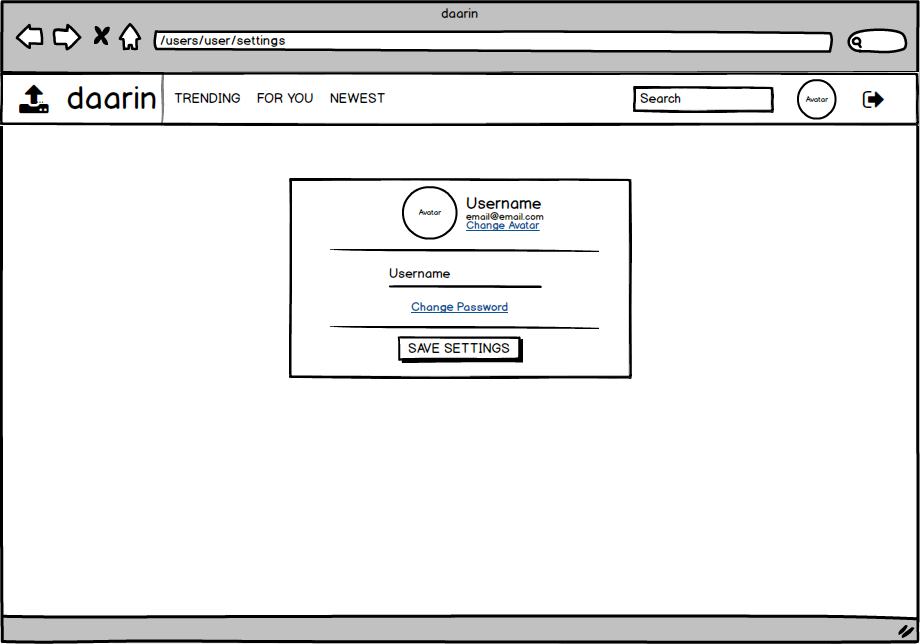 daarin
/users/user/settings
daarin TRENDING FOR YOU NEWEST Search Avatar
Avatar
Username
email@email.com
Change Avatar
Username
Change Password
SAVE SETTINGS